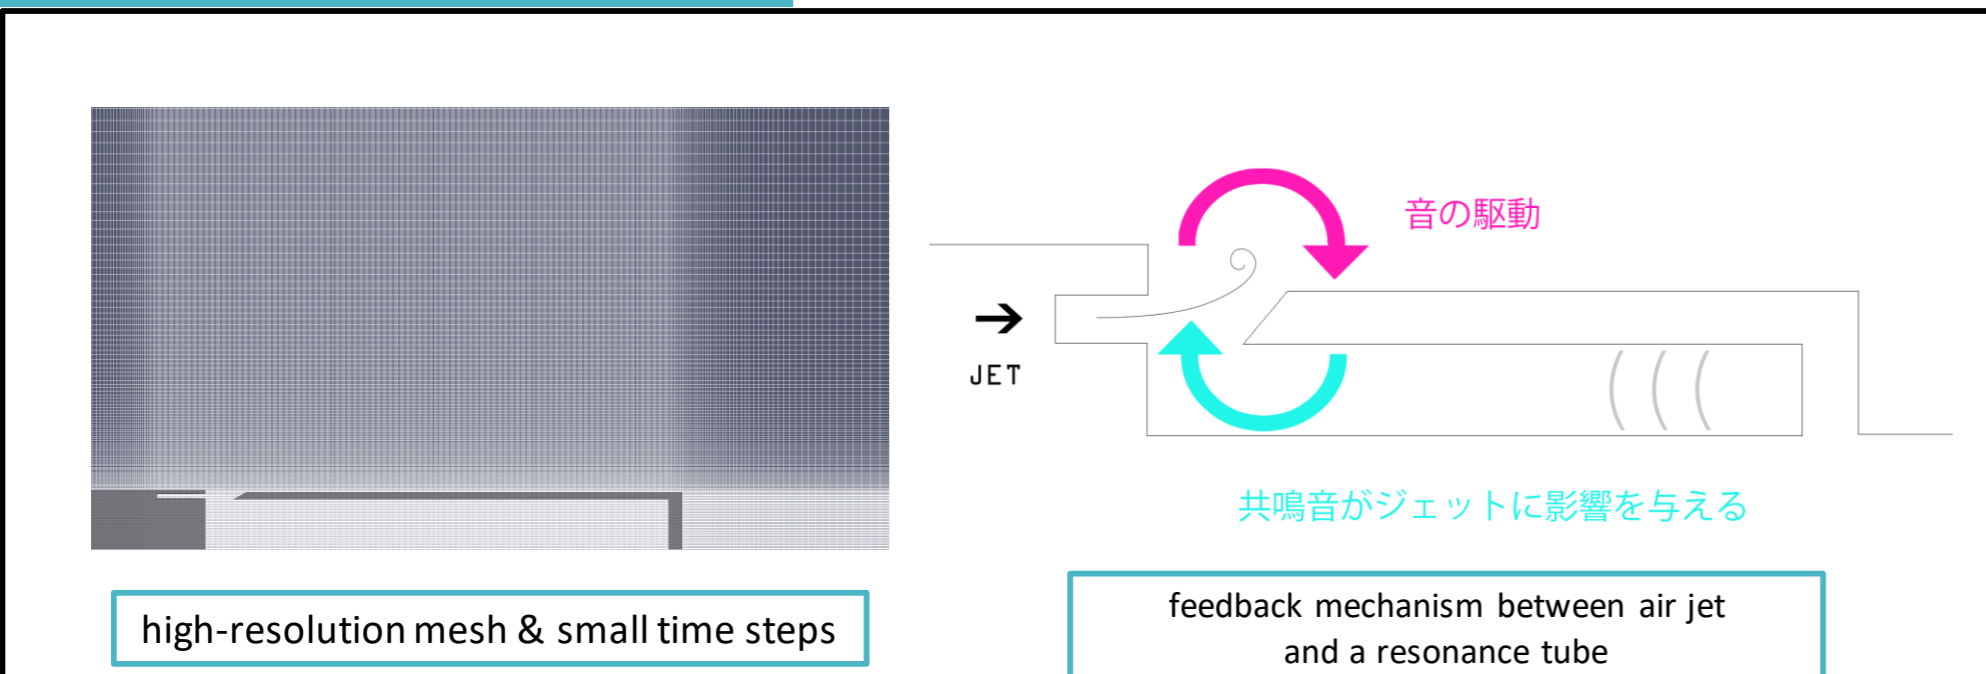 音の駆動
JET
共鳴音がジェットに影響を与える
high-resolution mesh & small time steps
feedback mechanism between air jet
and a resonance tube